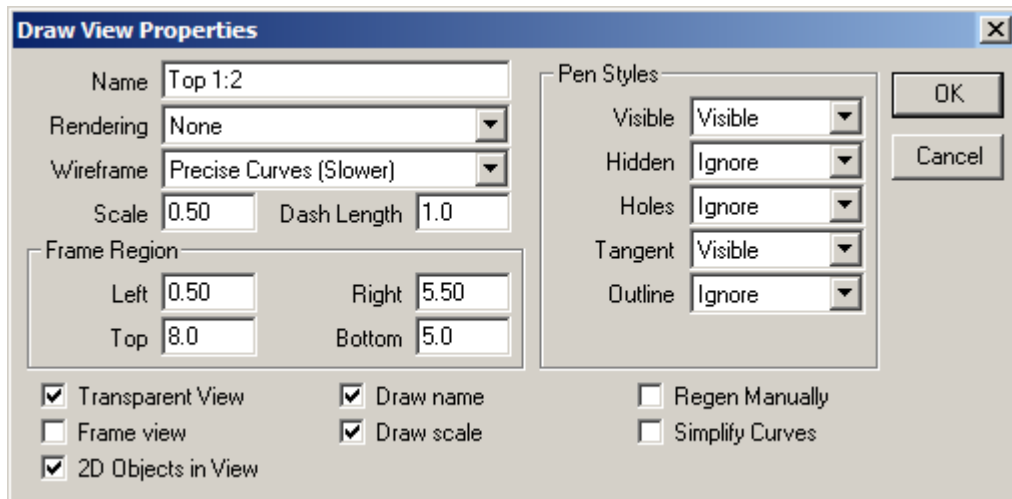 Draw View Properties
Name Top 1:2
Rendering None
Wireframe Precise Curves (Slower)
Scale 0.50 Dash Length 1.0
Frame Region
Left 0.50 Right 5.50
Top 8.0 Bottom 5.0
Pen Styles
Visible Visible
Hidden Ignore
Holes Ignore
Tangent Visible
Outline Ignore
OK
Cancel
Transparent View Draw name Regen Manually
Frame view Draw scale Simplify Curves
2D Objects in View